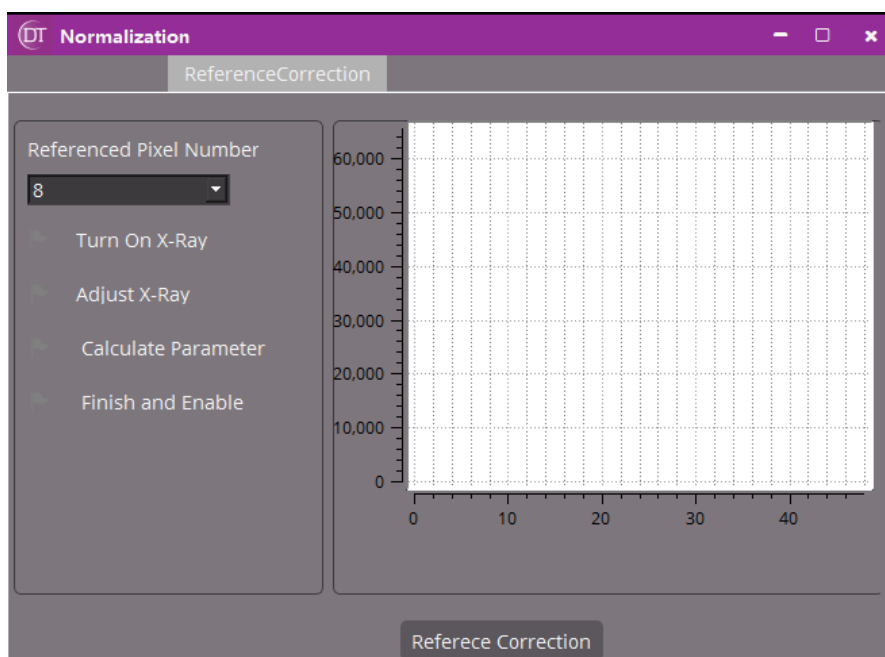 DT Normalization
ReferenceCorrection
Referenced Pixel Number
8
Turn On X-Ray
Adjust X-Ray
Calculate Parameter
Finish and Enable
60,000
50,000
40,000
30,000
20,000
10,000
0
0 10 20 30 40
Referece Correction